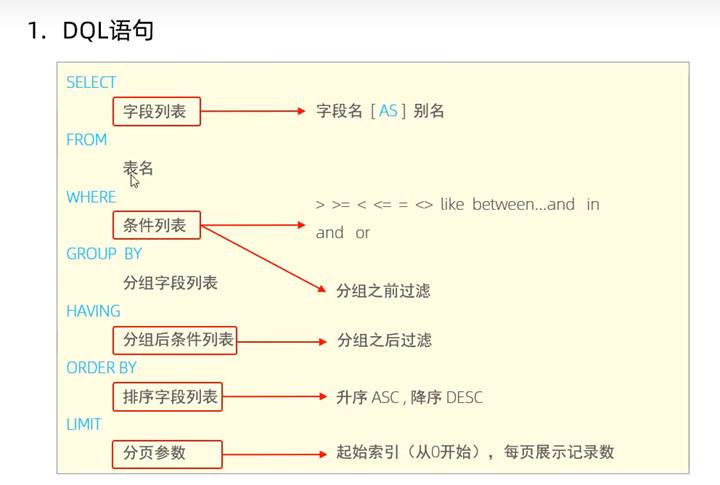 1. DQL语句
SELECT
字段列表
字段名 [ AS ] 别名
FROM
表名
WHERE
条件列表
> >= < <= = <> like between...and in
and or
GROUP BY
分组字段列表
分组之前过滤
HAVING
分组后条件列表
分组之后过滤
ORDER BY
排序字段列表
升序 ASC , 降序 DESC
LIMIT
分页参数
起始索引（从0开始），每页展示记录数